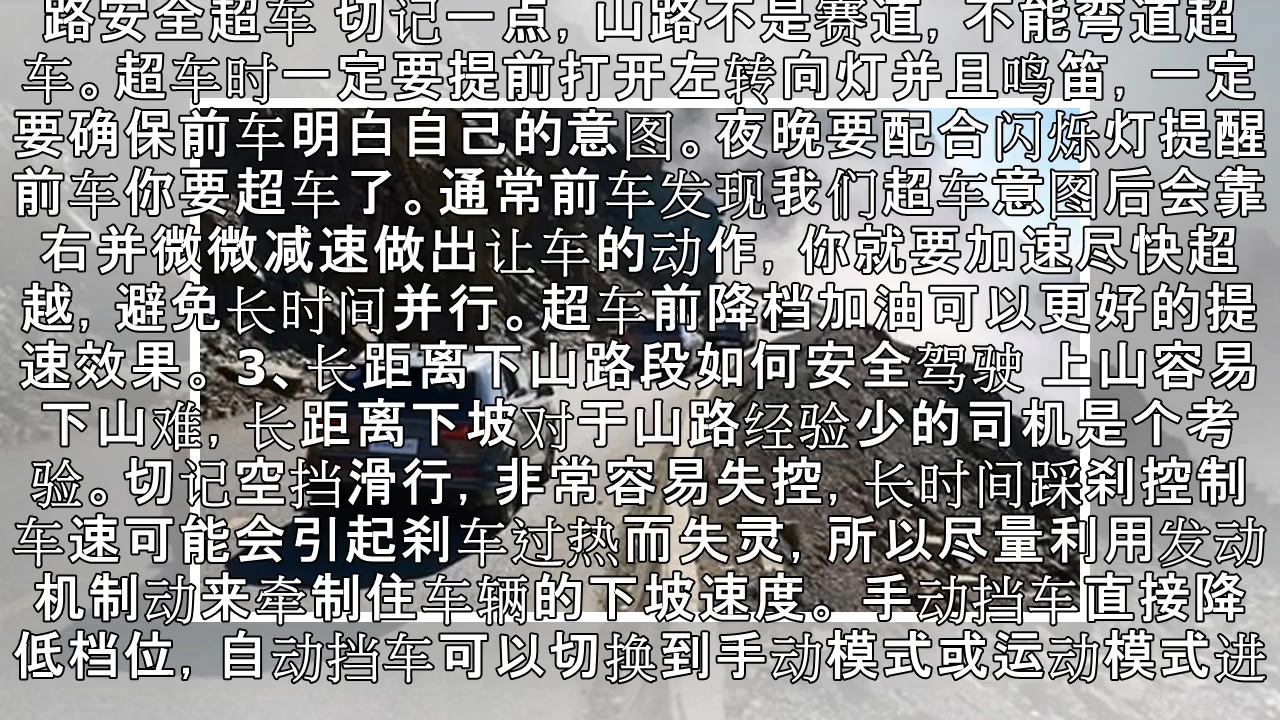 路安全超车 切记一点, 山路不是赛道, 不能弯道超
车。超车时一定要提前打开左转向灯并且鸣笛, 一定
要确保前车明白自己的意图。夜晚要配合闪烁灯提醒
前车你要超车了。通常前车发现我们超车意图后会靠
右并微微减速做出让车的动作, 你就要加速尽快超
越, 避免长时间并行。超车前降档加油可以更好的提
速效果。3、长距离下山路段如何安全驾驶 上山容易
下山难, 长距离下坡对于山路经验少的司机是个考
验。切记空挡滑行, 非常容易失控, 长时间踩刹控制
车速可能会引起刹车过热而失灵, 所以尽量利用发动
机制动来牵制住车辆的下坡速度。手动挡车直接降
低档位, 自动挡车可以切换到手动模式或运动模式进